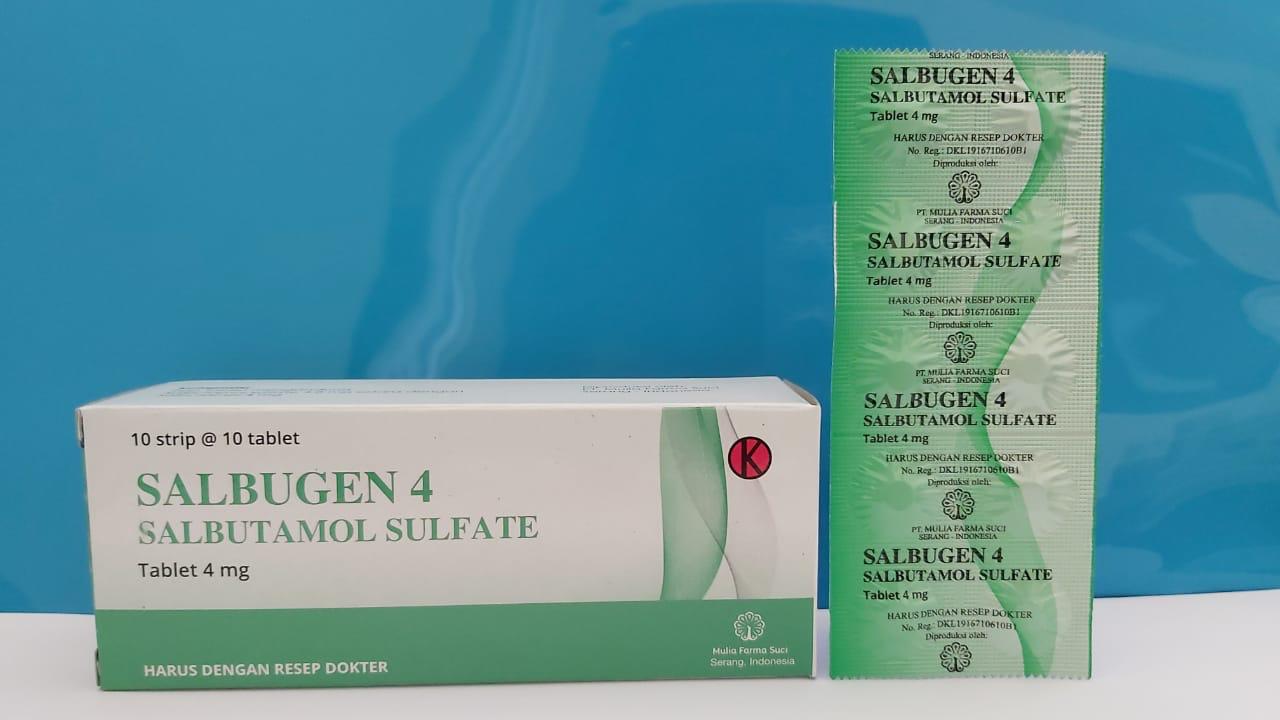 10 strip @ 10 tablet
SALBUGEN 4
SALBUTAMOL SULFATE
Tablet 4 mg
K
HARUS DENGAN RESEP DOKTER
Mulia Farma Suci
Serang, Indonesia
SERANG - INDONESIA
SALBUGEN 4
SALBUTAMOL SULFATE
Tablet 4 mg
HARUS DENGAN RESEP DOKTER
No. Reg.: DKL1916710610B1
Diproduksi oleh:
PT. MULIA FARMA SUCI
SERANG - INDONESIA
SALBUGEN 4
SALBUTAMOL SULFATE
Tablet 4 mg
HARUS DENGAN RESEP DOKTER
No. Reg.: DKL1916710610B1
Diproduksi oleh:
PT. MULIA FARMA SUCI
SERANG - INDONESIA
SALBUGEN 4
SALBUTAMOL SULFATE
Tablet 4 mg
HARUS DENGAN RESEP DOKTER
No. Reg.: DKL1916710610B1
Diproduksi oleh:
PT. MULIA FARMA SUCI
SERANG - INDONESIA
SALBUGEN 4
SALBUTAMOL SULFATE
Tablet 4 mg
HARUS DENGAN RESEP DOKTER
No. Reg.: DKL1916710610B1
Diproduksi oleh: